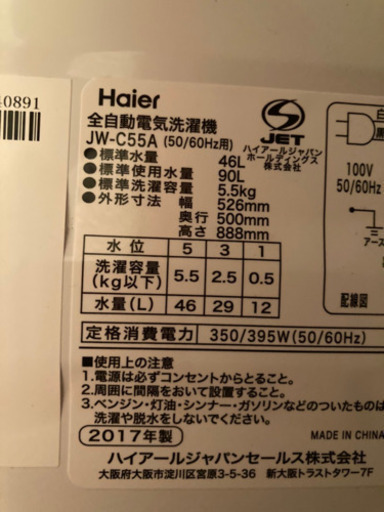 40891
Haier
全自動電気洗濯機
JW-C55A (50/60Hz用)
JET
ハイアールジャパン
ホールディングス
株式会社
●標準水量 46L
●標準使用水量 90L
●標準洗濯容量 5.5kg
●外形寸法 幅 526mm
奥行 500mm
高さ 888mm
100V
50/60Hz
アース
配線図
水位 5 3 1
洗濯容量(kg以下) 5.5 2.5 0.5
水量(L) 46 29 12
定格消費電力 350/395W(50/60Hz)
■使用上の注意
1.電源は必ずコンセントからとること。
2.周囲に間隔をおいて設置すること。
3.ベンジン・灯油・シンナー・ガソリンなどのついたもの
洗濯や脱水をしないでください。
2017年製
MADE IN CHINA
ハイアールジャパンセールス株式会社
大阪府大阪市淀川区宮原3-5-36 新大阪トラストタワー7F